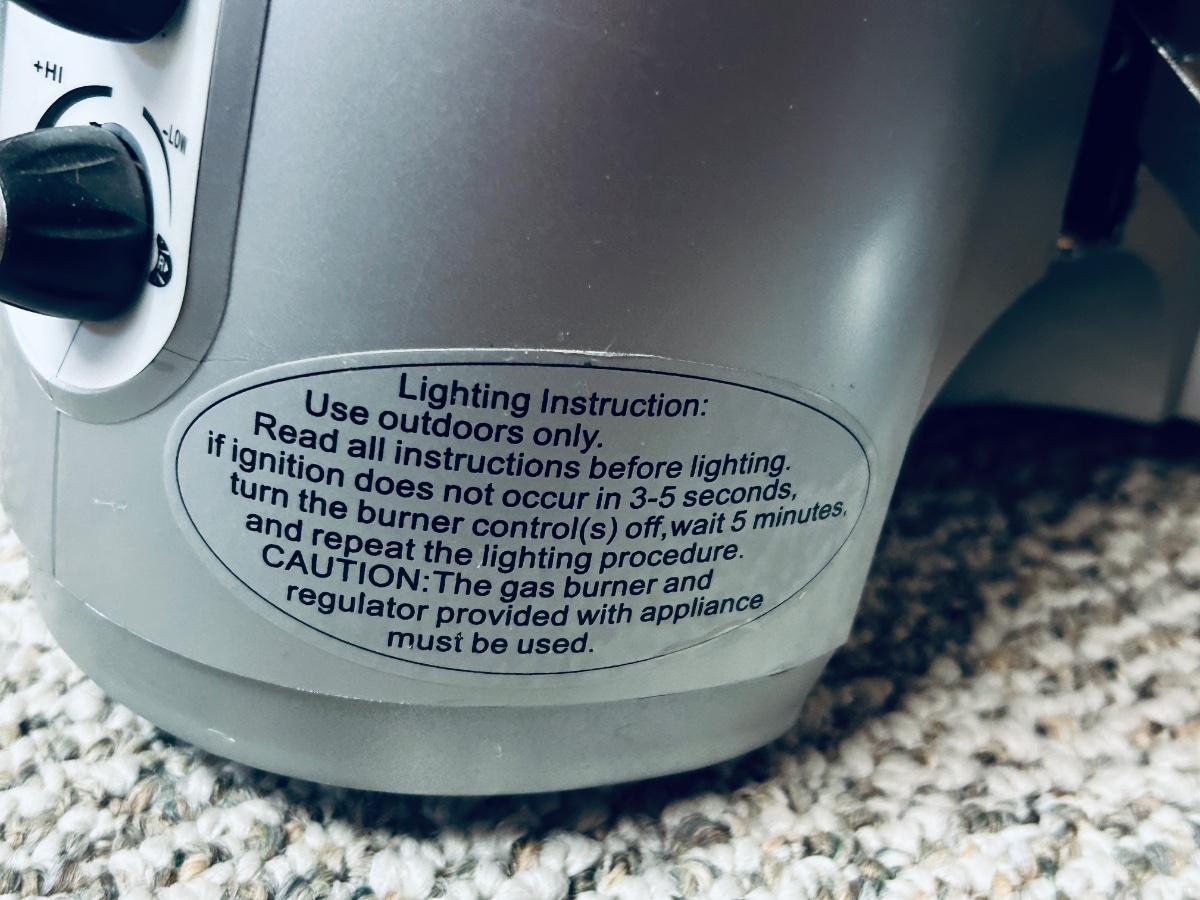 +HI
-LOW
Lighting Instruction:
Use outdoors only.
Read all instructions before lighting.
if ignition does not occur in 3-5 seconds,
turn the burner control(s) off,wait 5 minutes,
and repeat the lighting procedure.
CAUTION:The gas burner and
regulator provided with appliance
must be used.